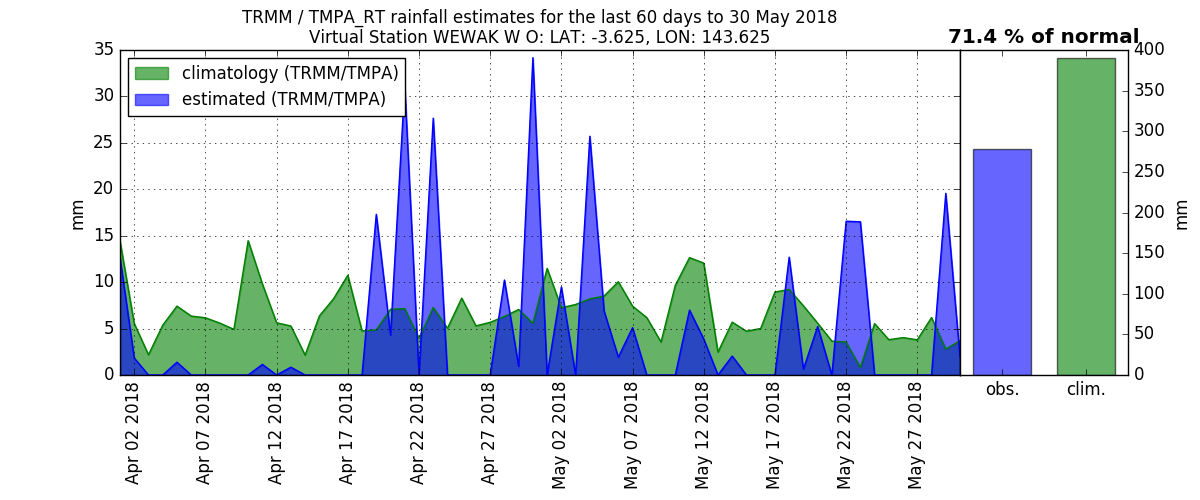 TRMM / TMPA_RT rainfall estimates for the last 60 days to 30 May 2018
Virtual Station WEWAK W O: LAT: -3.625, LON: 143.625
71.4 % of normal
climatology (TRMM/TMPA)
estimated (TRMM/TMPA)
35
30
25
20
15
10
5
0
mm
Apr 02 2018
Apr 07 2018
Apr 12 2018
Apr 17 2018
Apr 22 2018
Apr 27 2018
May 02 2018
May 07 2018
May 12 2018
May 17 2018
May 22 2018
May 27 2018
obs.
clim.
400
350
300
250
200
150
100
50
0
mm